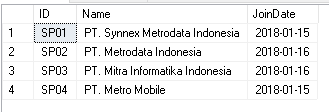 ID Name JoinDate
1 SP01 PT. Synnex Metrodata Indonesia 2018-01-15
2 SP02 PT. Metrodata Indonesia 2018-01-16
3 SP03 PT. Mitra Informatika Indonesia 2018-01-16
4 SP04 PT. Metro Mobile 2018-01-15